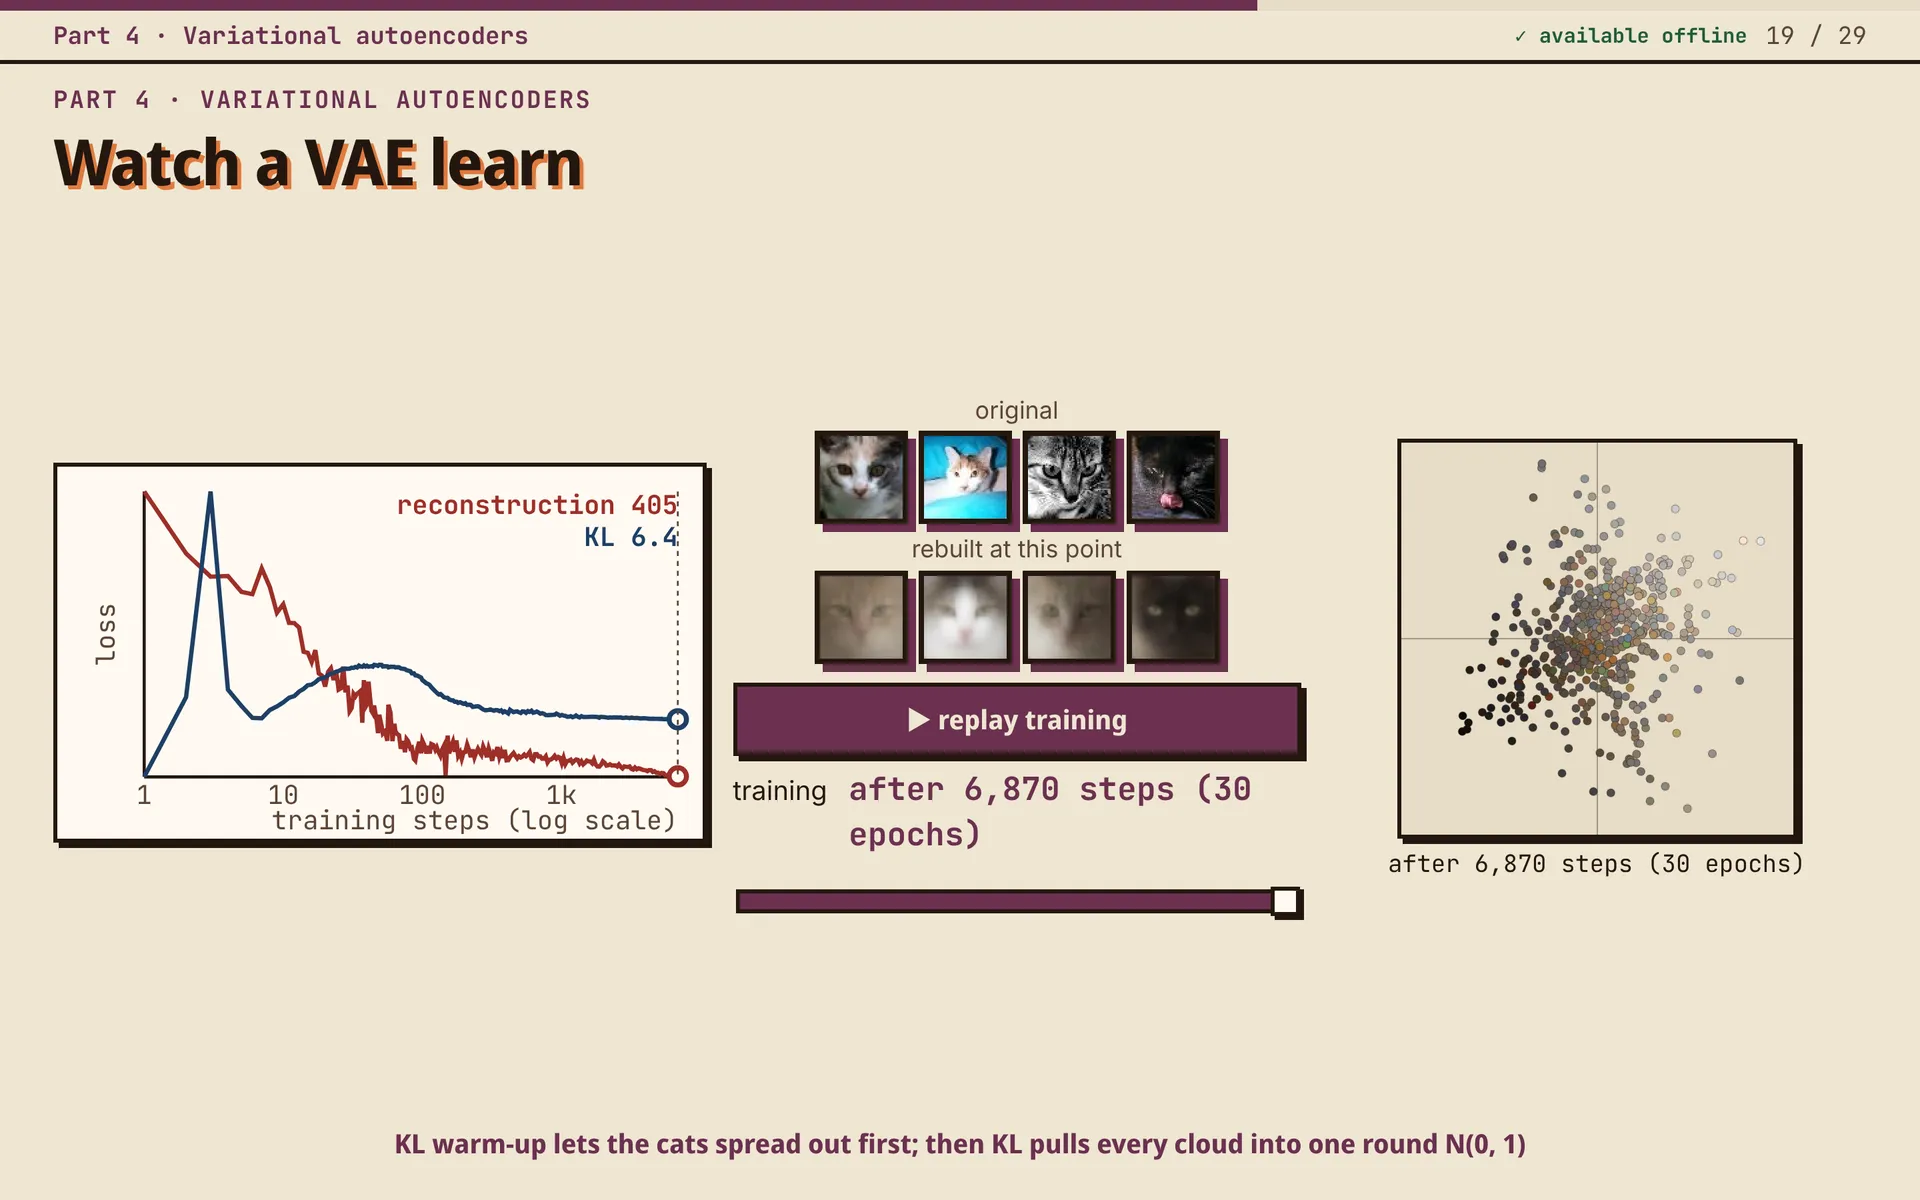 Part 4 · Variational autoencoders
✓ available offline 19 / 29
PART 4 · VARIATIONAL AUTOENCODERS
Watch a VAE learn
reconstruction 405
KL 6.4
loss
1 10 100 1k
training steps (log scale)
original
rebuilt at this point
▶ replay training
training after 6,870 steps (30
epochs)
after 6,870 steps (30 epochs)
KL warm-up lets the cats spread out first; then KL pulls every cloud into one round N(0, 1)